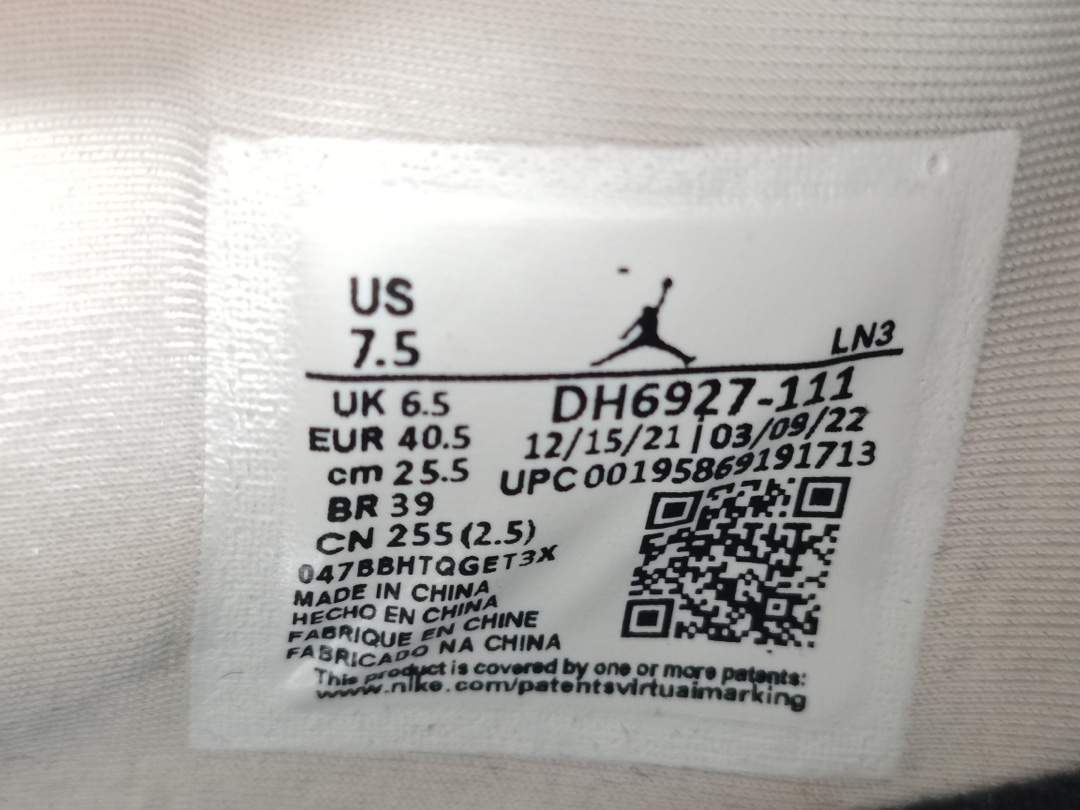 US
7.5
LN3
UK 6.5
EUR 40.5
cm 25.5
BR 39
CN 255 (2.5)
DH6927-111
12/15/21 | 03/09/22
UPC 00195869191713
047BBHTQGET3X
MADE IN CHINA
HECHO EN CHINA
FABRIQUE EN CHINE
FABRICADO NA CHINA
This product is covered by one or more patents:
www.nike.com/patentsvirtuaimarking